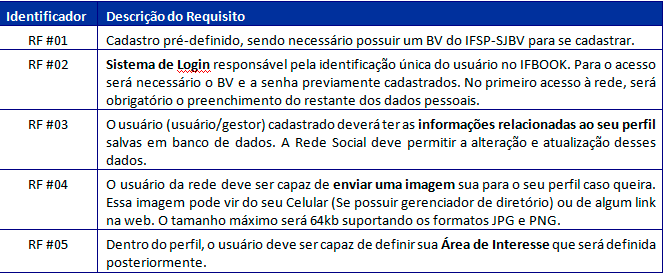 Identificador Descrição do Requisito
RF #01 Cadastro pré-definido, sendo necessário possuir um BV do IFSP-SJBV para se cadastrar.
RF #02 Sistema de Login responsável pela identificação única do usuário no IFBOOK. Para o acesso
será necessário o BV e a senha previamente cadastrados. No primeiro acesso à rede, será
obrigatório o preenchimento do restante dos dados pessoais.
RF #03 O usuário (usuário/gestor) cadastrado deverá ter as informações relacionadas ao seu perfil
salvas em banco de dados. A Rede Social deve permitir a alteração e atualização desses
dados.
RF #04 O usuário da rede deve ser capaz de enviar uma imagem sua para o seu perfil caso queira.
Essa imagem pode vir do seu Celular (Se possuir gerenciador de diretório) ou de algum link
na web. O tamanho máximo será 64kb suportando os formatos JPG e PNG.
RF #05 Dentro do perfil, o usuário deve ser capaz de definir sua Área de Interesse que será definida
posteriormente.